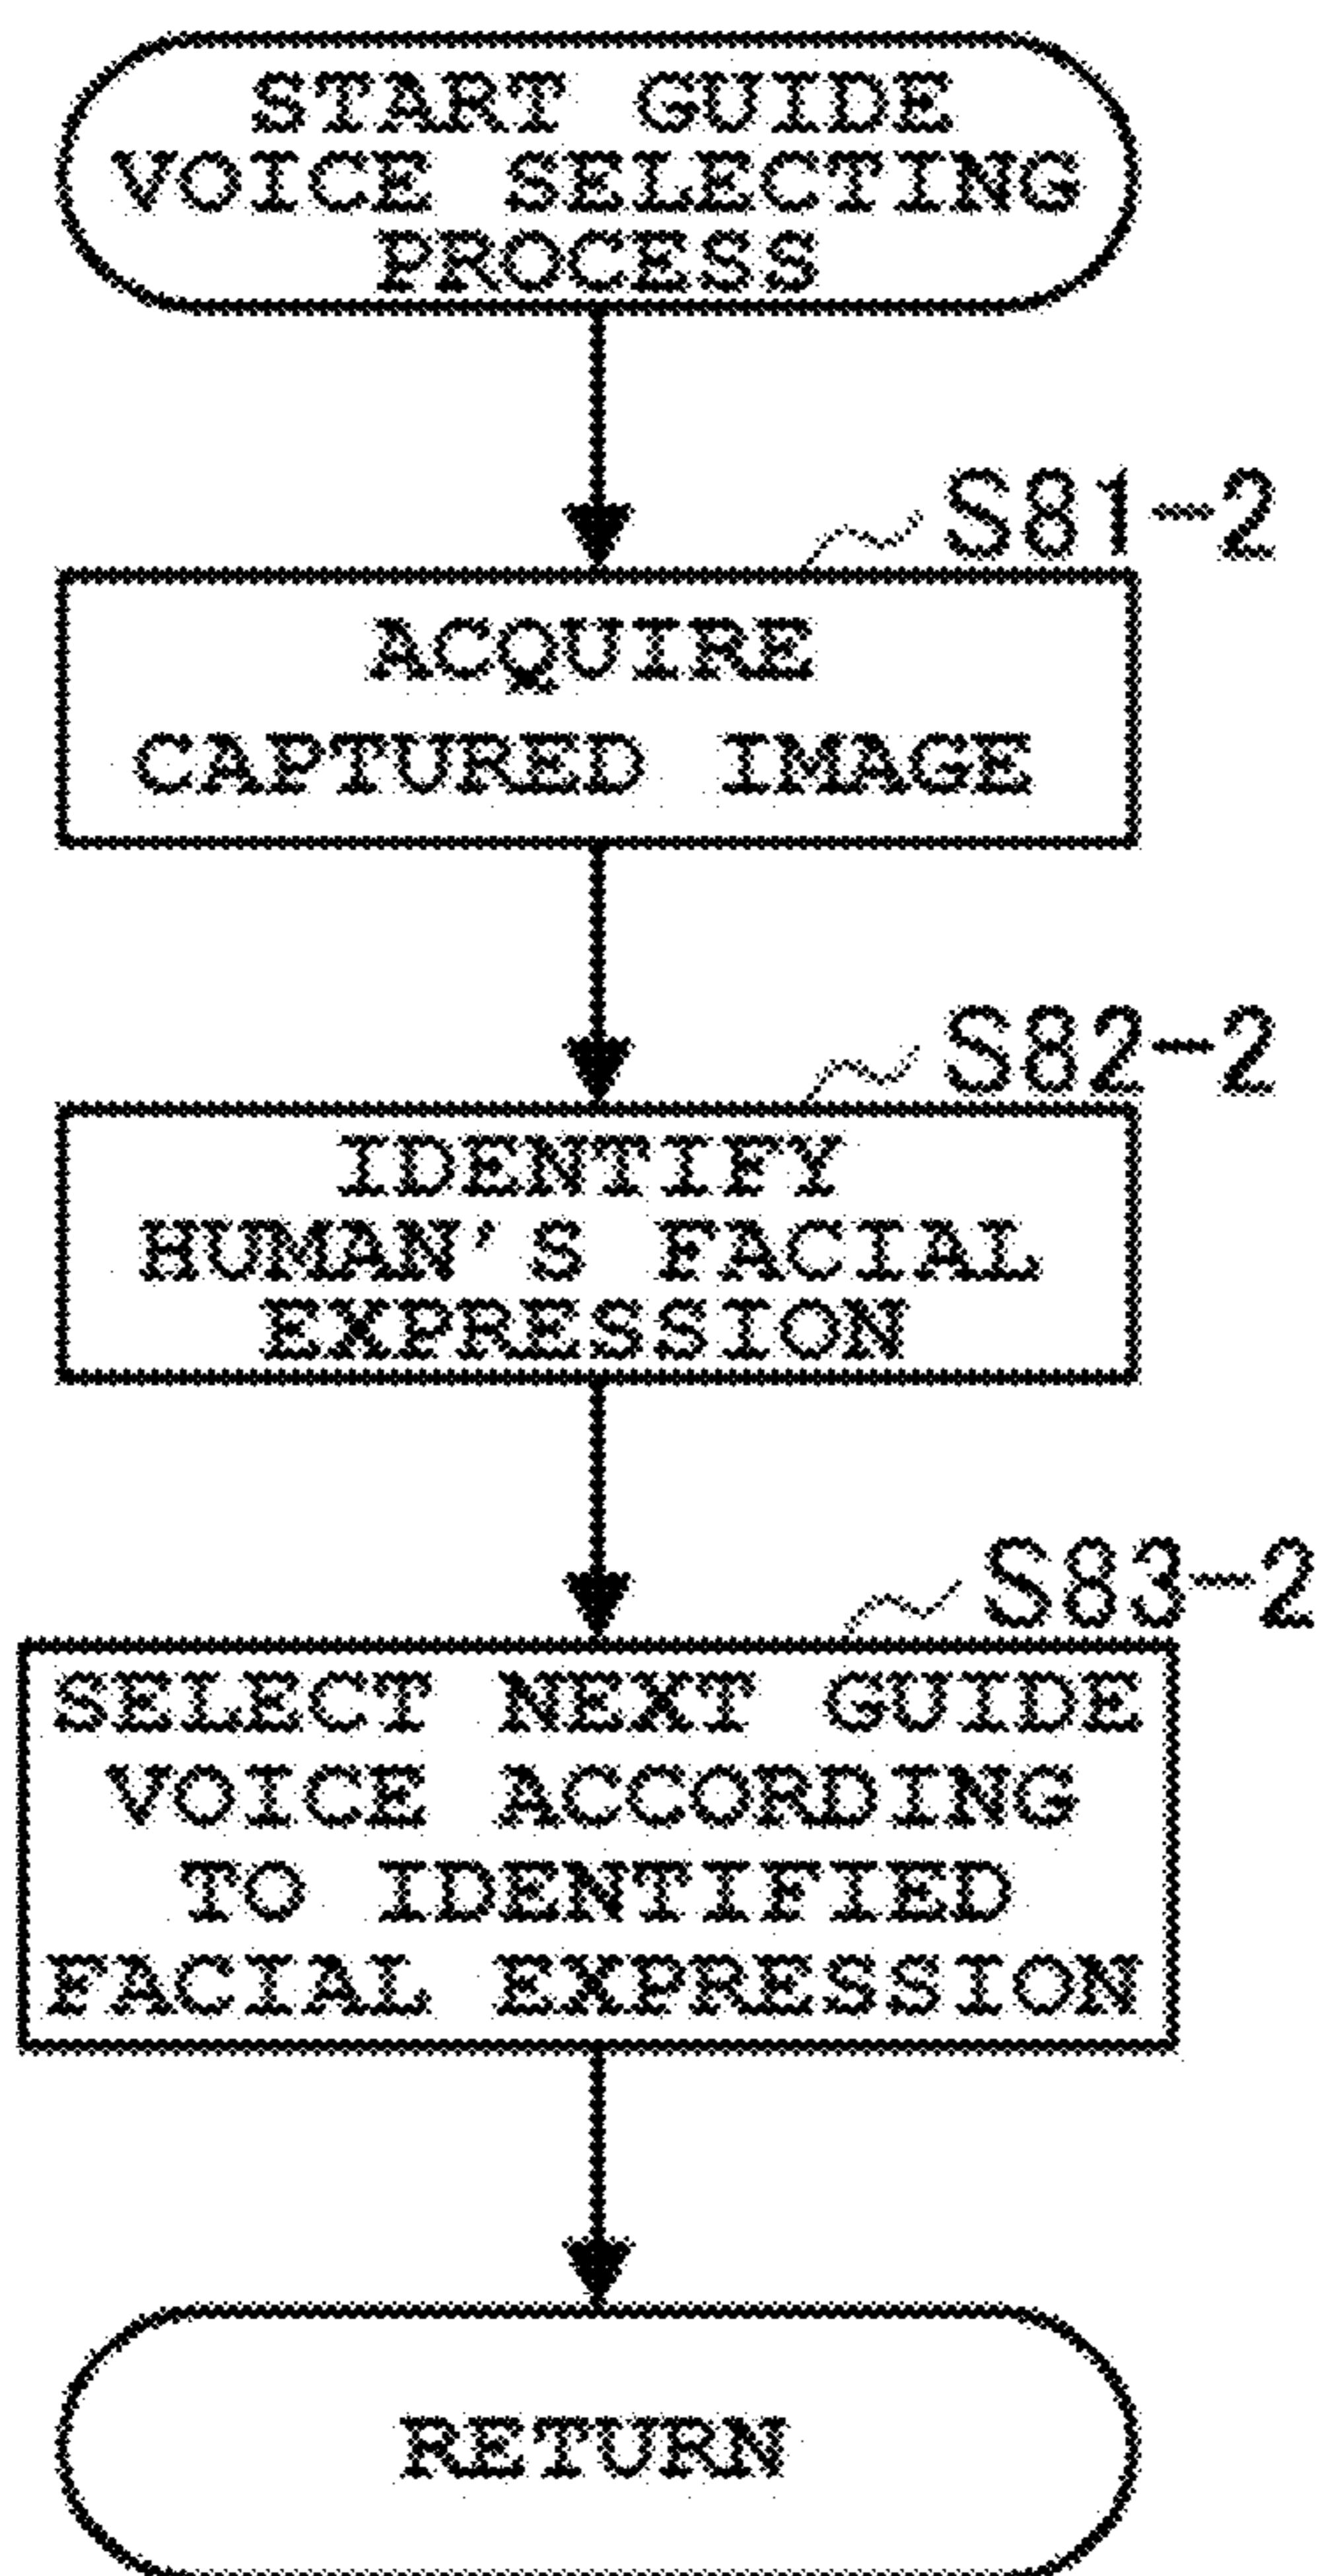 START GUIDE
VOICE SELECTING
PROCESS
S81-2
ACQUIRE
CAPTURED IMAGE
S82-2
IDENTIFY
HUMAN'S FACIAL
EXPRESSION
S83-2
SELECT NEXT GUIDE
VOICE ACCORDING
TO IDENTIFIED
FACIAL EXPRESSION
RETURN